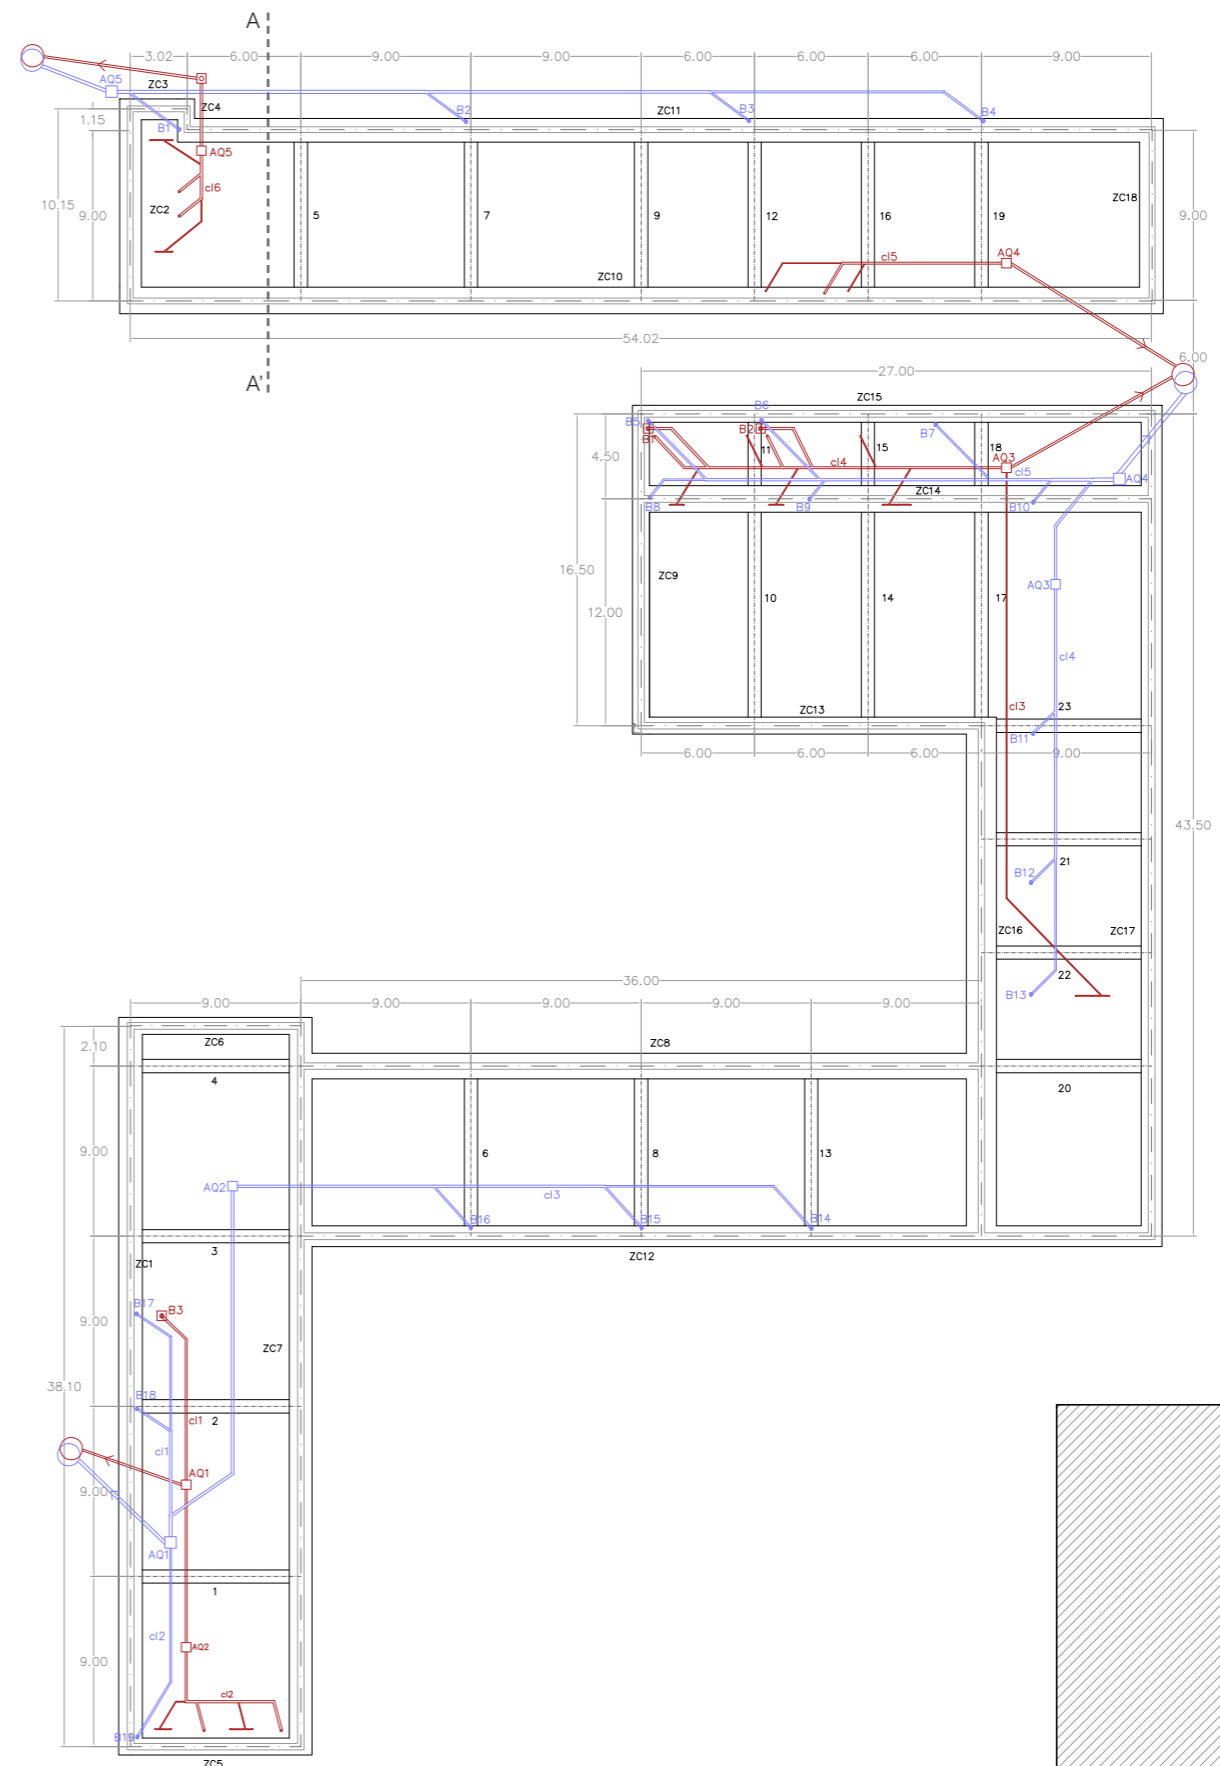 A
3.02
6.00
9.00
9.00
6.00
6.00
6.00
9.00
AQ5
ZC3
ZC4
B2
B3
ZC11
B4
1.15
B1
AQ5
cl6
10.15
9.00
ZC2
5
7
9
12
16
19
ZC18
9.00
AQ4
cl5
ZC10
54.02
A'
6.00
27.00
ZC15
B5
B6
B1
B2
B7
11
15
18
4.50
cl4
AQ3
cl5
AQ4
ZC14
B8
B9
B10
16.50
ZC9
AQ3
12.00
10
14
17
cl4
ZC13
cl3
23
B11
6.00
6.00
6.00
9.00
43.50
B12
21
ZC16
ZC17
36.00
B13
22
9.00
9.00
9.00
9.00
9.00
2.10
ZC6
ZC8
4
20
9.00
6
8
13
AQ2
cl3
B16
B15
B14
3
ZC12
ZC1
B17
B3
9.00
ZC7
38.10
B18
cl1
2
cl1
AQ1
9.00
AQ1
1
cl2
AQ2
9.00
cl2
B19
ZC5